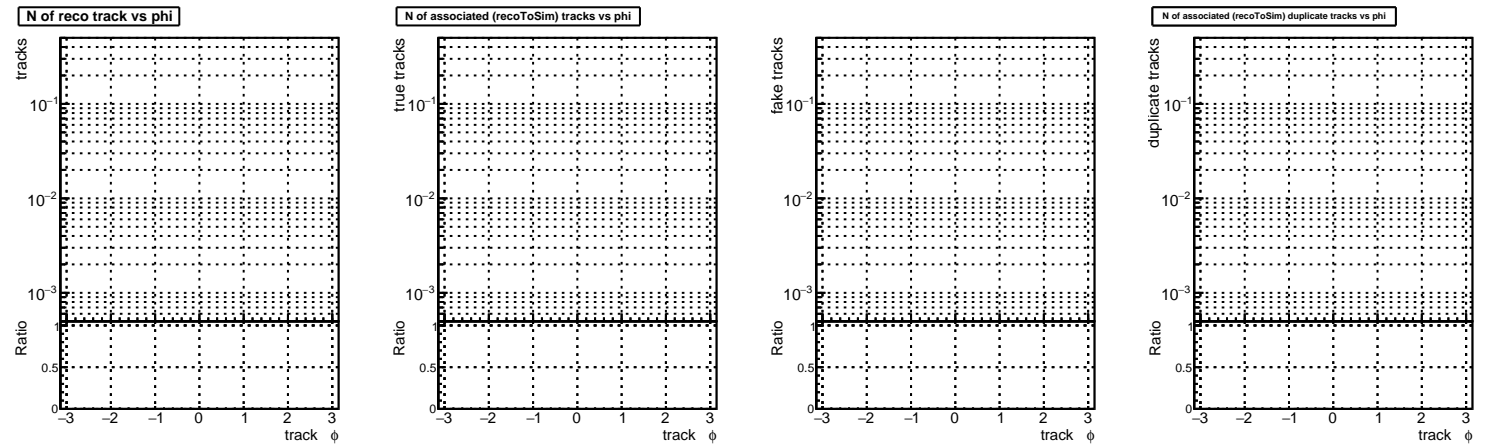 N of reco track vs phi
tracks
10−1
10−2
10−3
Ratio
1
0.5
0
−3 −2 −1 0 1 2 3
track ϕ
N of associated (recoToSim) tracks vs phi
true tracks
10−1
10−2
10−3
Ratio
1
0.5
0
−3 −2 −1 0 1 2 3
track ϕ
fake tracks
10−1
10−2
10−3
Ratio
1
0.5
0
−3 −2 −1 0 1 2 3
track ϕ
N of associated (recoToSim) duplicate tracks vs phi
duplicate tracks
10−1
10−2
10−3
Ratio
1
0.5
0
−3 −2 −1 0 1 2 3
track ϕ